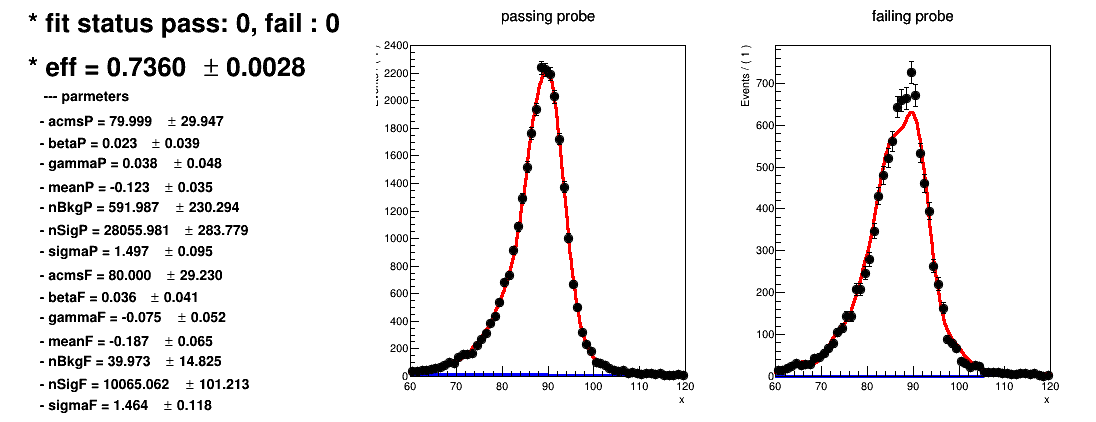 * fit status pass: 0, fail : 0
* eff = 0.7360 ± 0.0028
--- parmeters
- acmsP = 79.999 ± 29.947
- betaP = 0.023 ± 0.039
- gammaP = 0.038 ± 0.048
- meanP = -0.123 ± 0.035
- nBkgP = 591.987 ± 230.294
- nSigP = 28055.981 ± 283.779
- sigmaP = 1.497 ± 0.095
- acmsF = 80.000 ± 29.230
- betaF = 0.036 ± 0.041
- gammaF = -0.075 ± 0.052
- meanF = -0.187 ± 0.065
- nBkgF = 39.973 ± 14.825
- nSigF = 10065.062 ± 101.213
- sigmaF = 1.464 ± 0.118
passing probe
2400
2200
2000
1800
1600
1400
1200
1000
800
600
400
200
0
60 70 80 90 100 110 120
x
failing probe
Events / ( 1 )
700
600
500
400
300
200
100
0
60 70 80 90 100 110 120
x